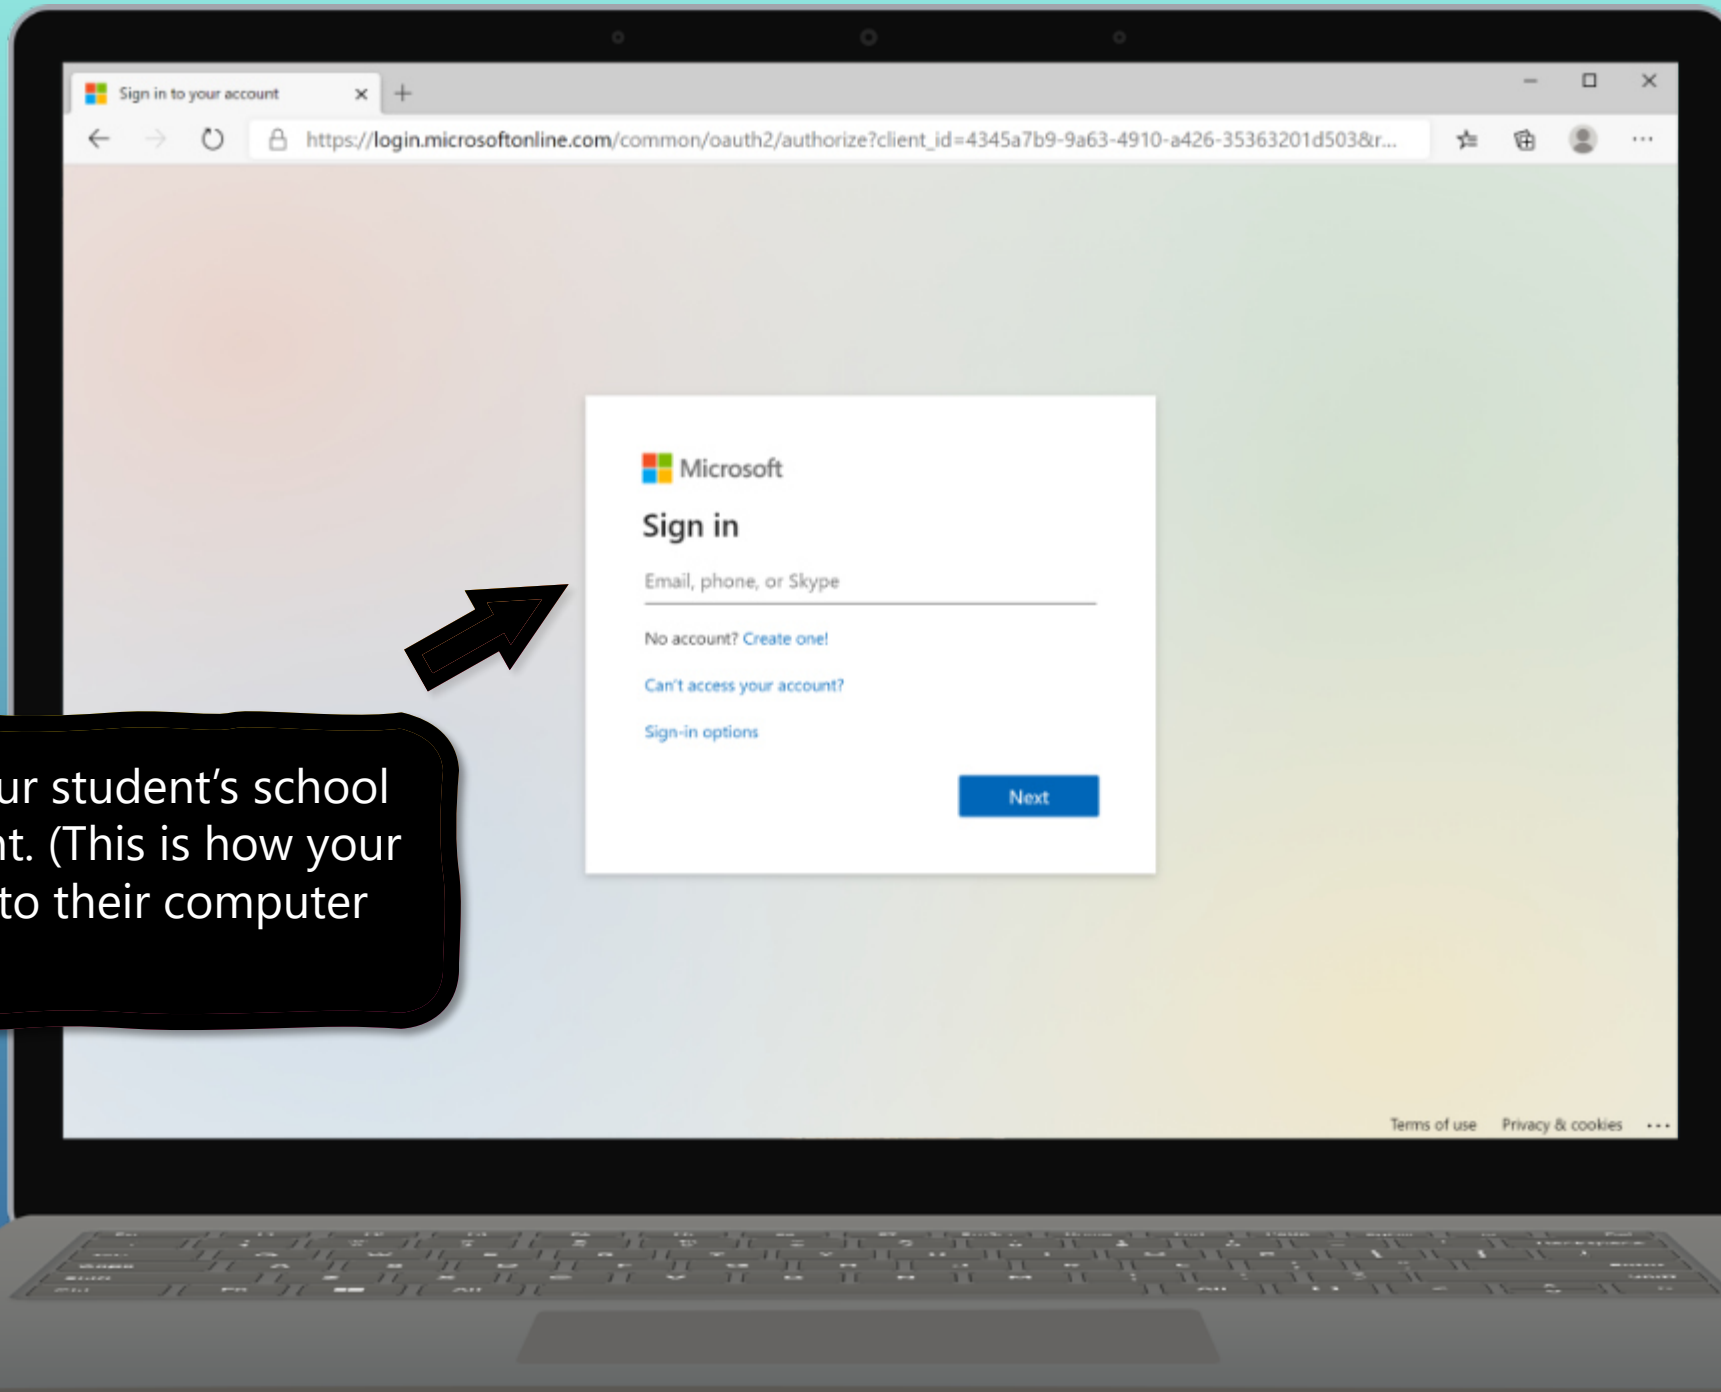 Sign in to your account
https://login.microsoftonline.com/common/oauth2/authorize?client_id=4345a7b9-9a63-4910-a426-35363201d503&r...
Microsoft
Sign in
Email, phone, or Skype
No account? Create one!
Can't access your account?
Sign-in options
Next
ur student's school
nt. (This is how your
to their computer
Terms of use Privacy & cookies ...